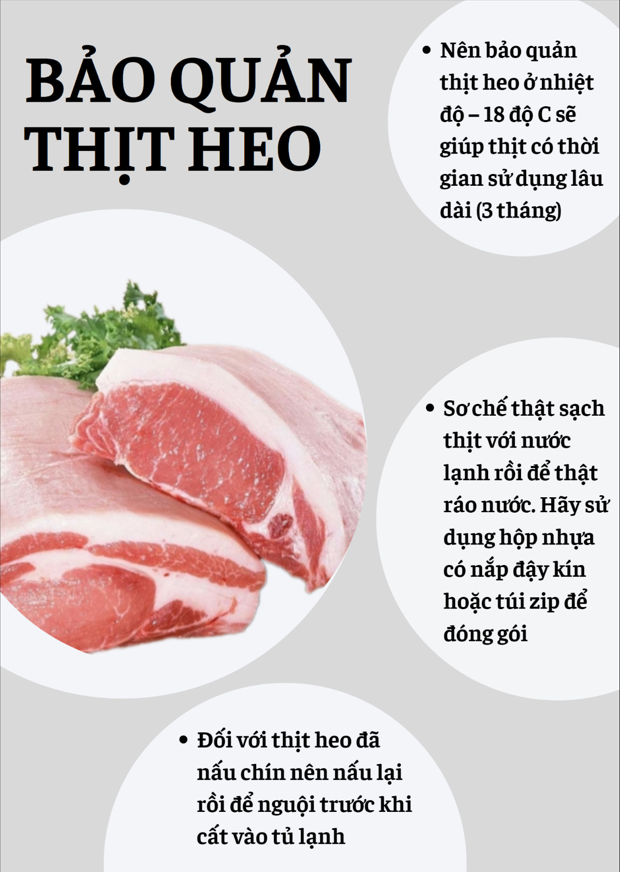 BẢO QUẢN
THỊT HEO
• Nên bảo quản
thịt heo ở nhiệt
độ – 18 độ C sẽ
giúp thịt có thời
gian sử dụng lâu
dài (3 tháng)
• Sơ chế thật sạch
thịt với nước
lạnh rồi để thật
ráo nước. Hãy sử
dụng hộp nhựa
có nắp đậy kín
hoặc túi zip để
đóng gói
• Đối với thịt heo đã
nấu chín nên nấu lại
rồi để nguội trước khi
cất vào tủ lạnh